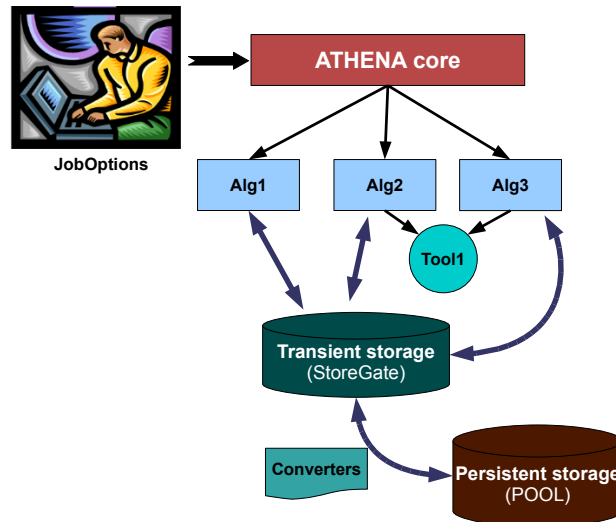 ATHENA core
JobOptions
Alg1
Alg2
Alg3
Tool1
Transient storage
(StoreGate)
Converters
Persistent storage
(POOL)